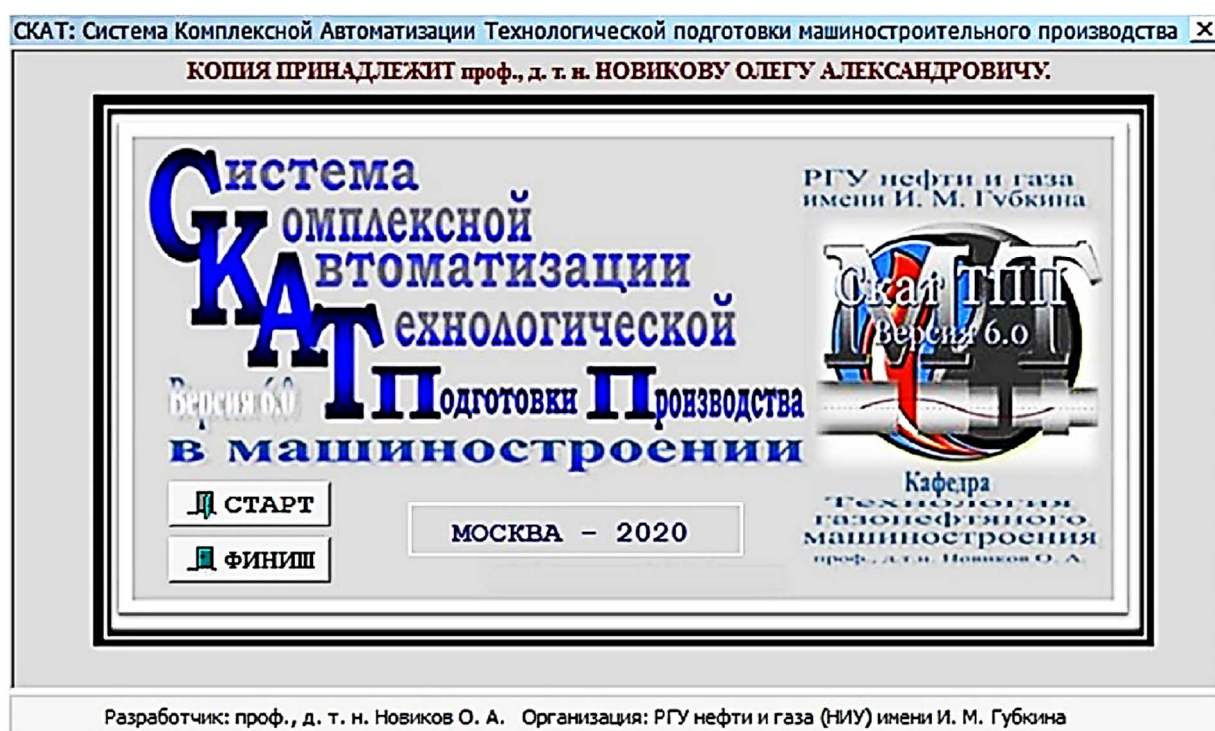 СКАТ: Система Комплексной Автоматизации Технологической подготовки машиностроительного производства
КОПИЯ ПРИНАДЛЕЖИТ проф., д. т. н. НОВИКОВУ ОЛЕГУ АЛЕКСАНДРОВИЧУ.
Система
Комплексной
Автоматизации
Технологической
Подготовки Производства
Версия 6.0
в машиностроении
СТАРТ
ФИНИШ
МОСКВА - 2020
РГУ нефти и газа
имени И. М. Губкина
МТ
Скат ТПП
Версия 6.0
Кафедра
Технология
газонефтяного
машиностроения
проф., д.т.н. Новиков О. А.
Разработчик: проф., д. т. н. Новиков О. А. Организация: РГУ нефти и газа (НИУ) имени И. М. Губкина